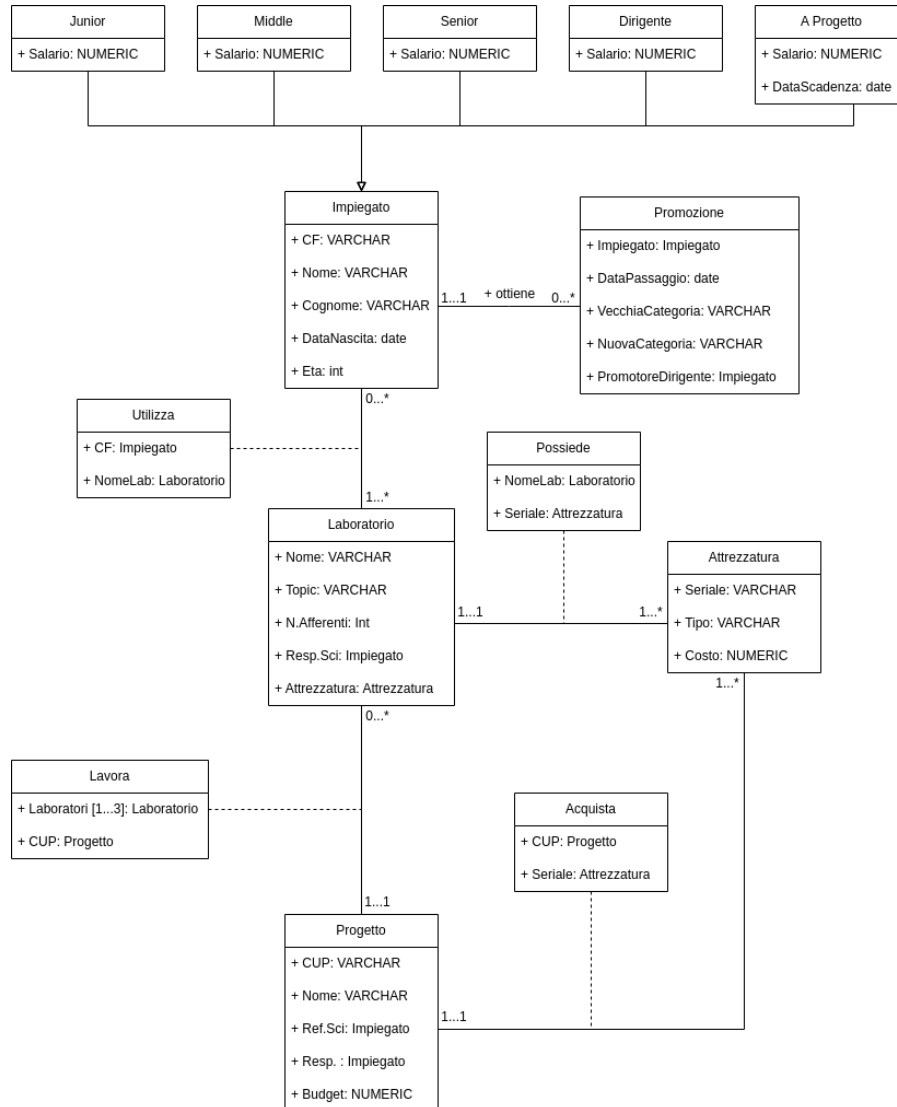 Junior
+ Salario: NUMERIC
Middle
+ Salario: NUMERIC
Senior
+ Salario: NUMERIC
Dirigente
+ Salario: NUMERIC
A Progetto
+ Salario: NUMERIC
+ DataScadenza: date
Impiegato
+ CF: VARCHAR
+ Nome: VARCHAR
+ Cognome: VARCHAR
+ DataNascita: date
+ Eta: int
1...1
+ ottiene
0...*
Promozione
+ Impiegato: Impiegato
+ DataPassaggio: date
+ VecchiaCategoria: VARCHAR
+ NuovaCategoria: VARCHAR
+ PromotoreDirigente: Impiegato
0...*
Utilizza
+ CF: Impiegato
+ NomeLab: Laboratorio
1...*
Possiede
+ NomeLab: Laboratorio
+ Seriale: Attrezzatura
Laboratorio
+ Nome: VARCHAR
+ Topic: VARCHAR
+ N.Afferenti: Int
+ Resp.Sci: Impiegato
+ Attrezzatura: Attrezzatura
1...1
1...*
Attrezzatura
+ Seriale: VARCHAR
+ Tipo: VARCHAR
+ Costo: NUMERIC
1...*
0...*
Lavora
+ Laboratori [1...3]: Laboratorio
+ CUP: Progetto
Acquista
+ CUP: Progetto
+ Seriale: Attrezzatura
1...1
Progetto
+ CUP: VARCHAR
+ Nome: VARCHAR
+ Ref.Sci: Impiegato
+ Resp. : Impiegato
+ Budget: NUMERIC
1...1